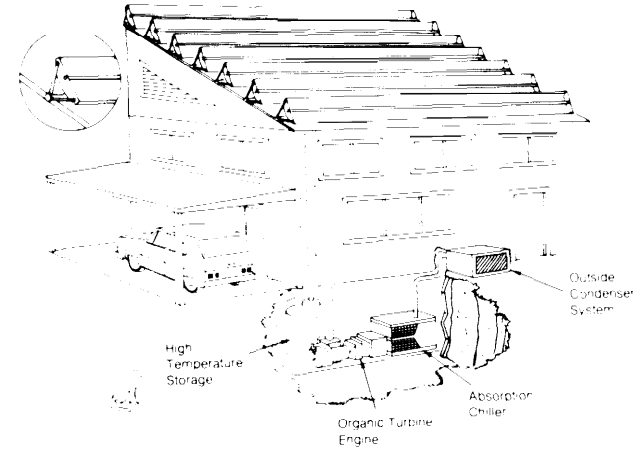 Outside
Condenser
System
High
Temperature
Storage
Absorption
Chiller
Organic Turbine
Engine